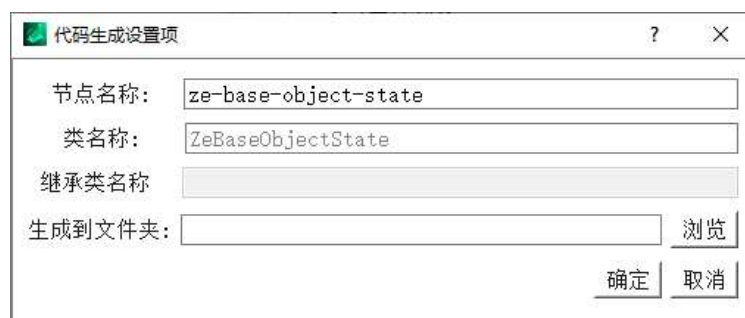 代码生成设置项
节点名称: ze-base-object-state
类名称: ZeBaseObjectState
继承类名称
生成到文件夹: 浏览
确定 取消